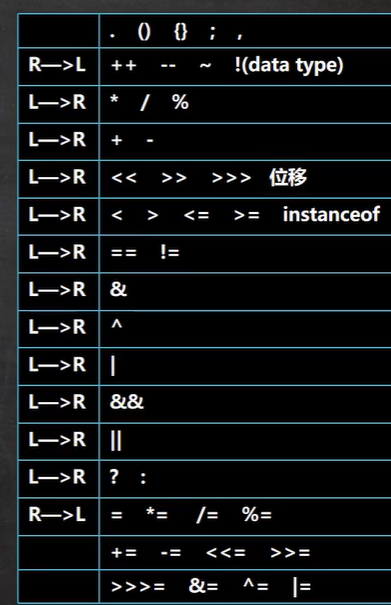 . () {} ; ,
R—>L ++ -- ~ !(data type)
L—>R * / %
L—>R + -
L—>R << >> >>> 位移
L—>R < > <= >= instanceof
L—>R == !=
L—>R &
L—>R ^
L—>R |
L—>R &&
L—>R ||
L—>R ? :
R—>L = *= /= %=
+= -= <<= >>=
>>>= &= ^= |=